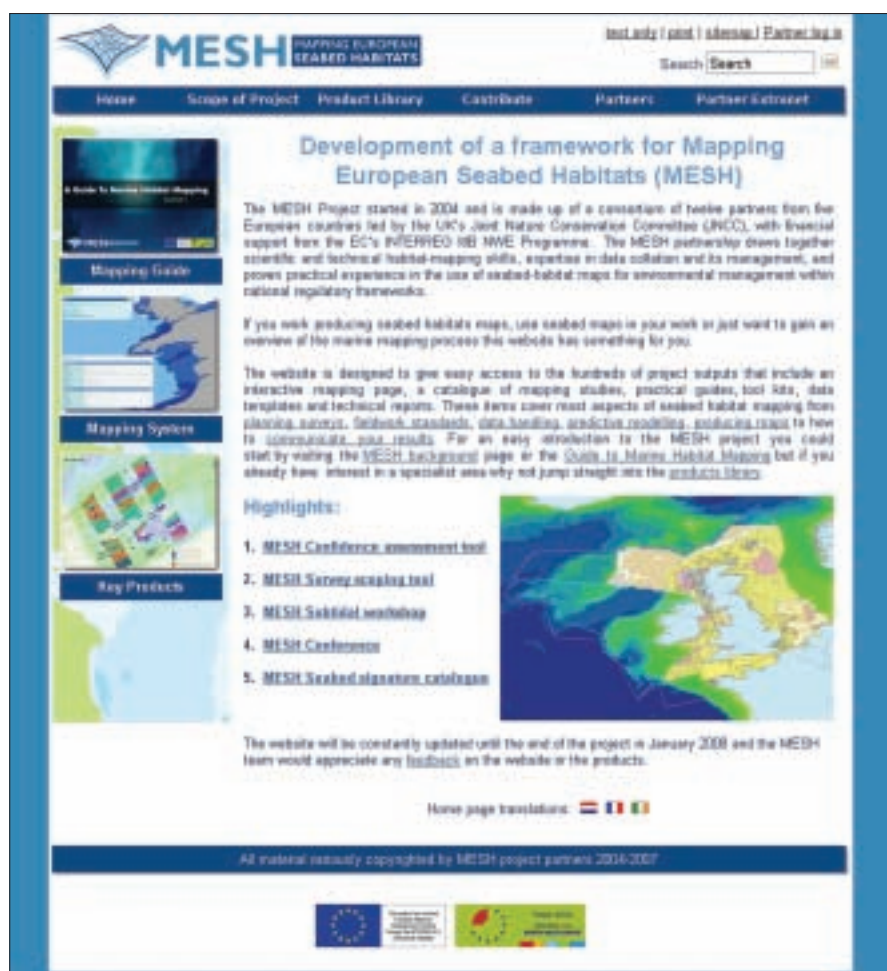 MESH MAPPING EUROPEAN
SEABED HABITATS
text only | print | sitemap | Partner log in
Search Search
Home Scope of Project Product Library Contribute Partners Partner Extranet
A Guide To Marine Habitat Mapping
Mapping Guide
Mapping System
Key Products
Development of a framework for Mapping
European Seabed Habitats (MESH)
The MESH Project started in 2004 and is made up of a consortium of twelve partners from five
European countries led by the UK's Joint Nature Conservation Committee (JNCC), with financial
support from the EC's INTERREG IIIB NWE Programme. The MESH partnership draws together
scientific and technical habitat-mapping skills, expertise in data collation and its management, and
proven practical experience in the use of seabed-habitat maps for environmental management within
national regulatory frameworks.
If you work producing seabed habitats maps, use seabed maps in your work or just want to gain an
overview of the marine mapping process this website has something for you.
The website is designed to give easy access to the hundreds of project outputs that include an
interactive mapping page, a catalogue of mapping studies, practical guides, tool kits, data
templates and technical reports. These items cover most aspects of seabed habitat mapping from
planning surveys, fieldwork standards, data handling, predictive modelling, producing maps to how
to communicate your results. For an easy introduction to the MESH project you could
start by visiting the MESH background page or the Guide to Marine Habitat Mapping but if you
already have interest in a specialist area why not jump straight into the products library.
Highlights:
1. MESH Confidence assessment tool
2. MESH Survey scoping tool
3. MESH Subtidal workshop
4. MESH Conference
5. MESH Seabed signature catalogue
The website will be constantly updated until the end of the project in January 2008 and the MESH
team would appreciate any feedback on the website or the products.
Home page translations:
All material variously copyrighted by MESH project partners 2004-2007